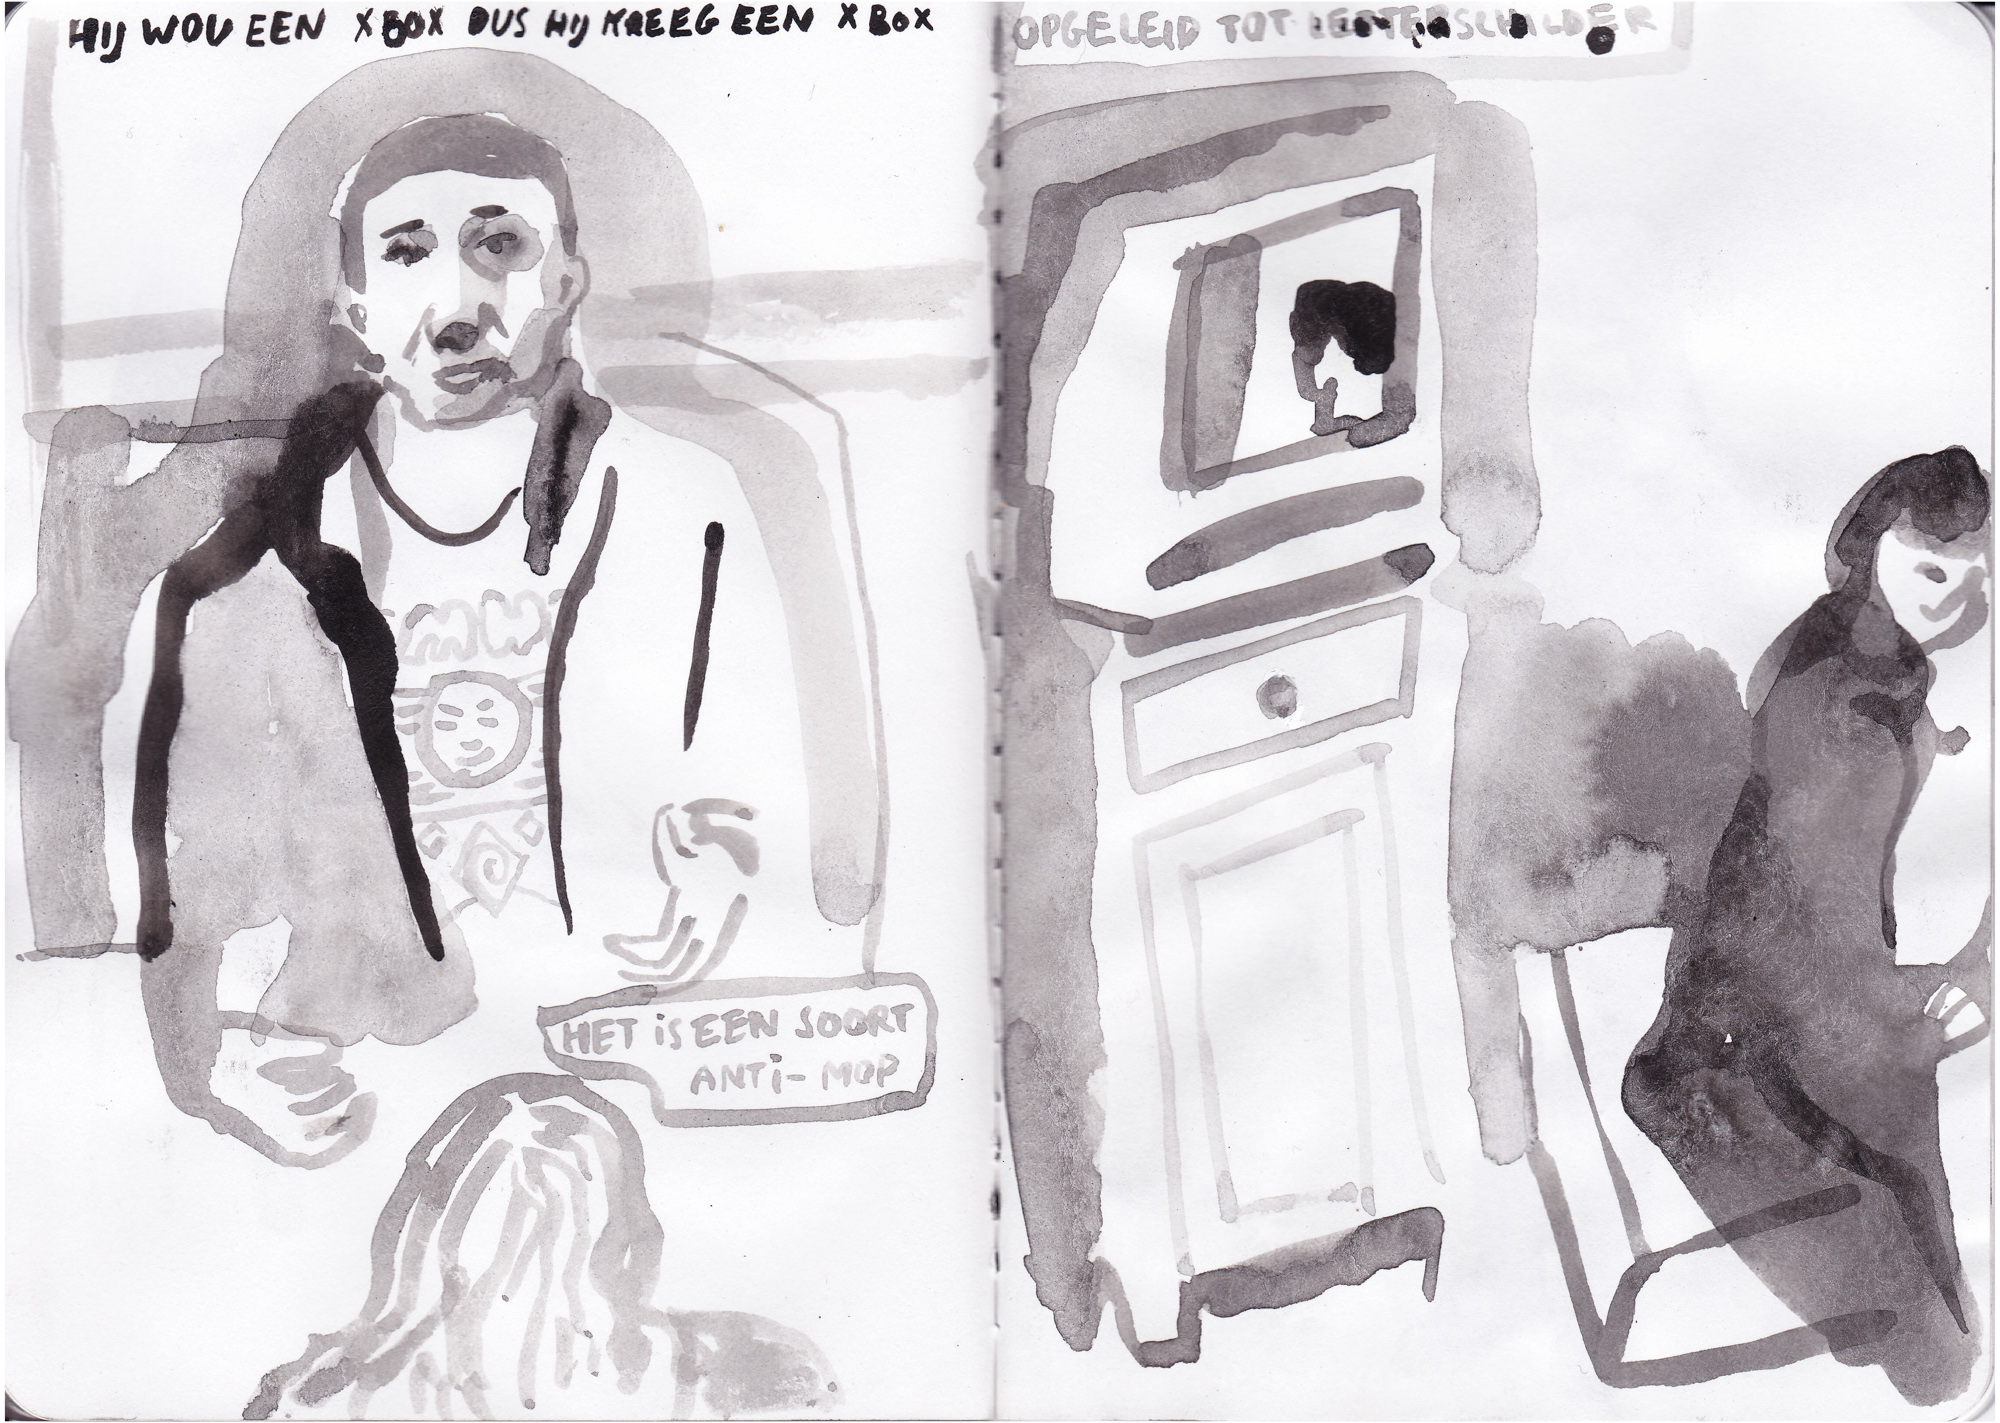 HIJ WOU EEN XBOX DUS HIJ KREEG EEN XBOX
OPGELEID TOT LETTERSCHILDER
HET iS EEN SOORT
ANTi-MOP